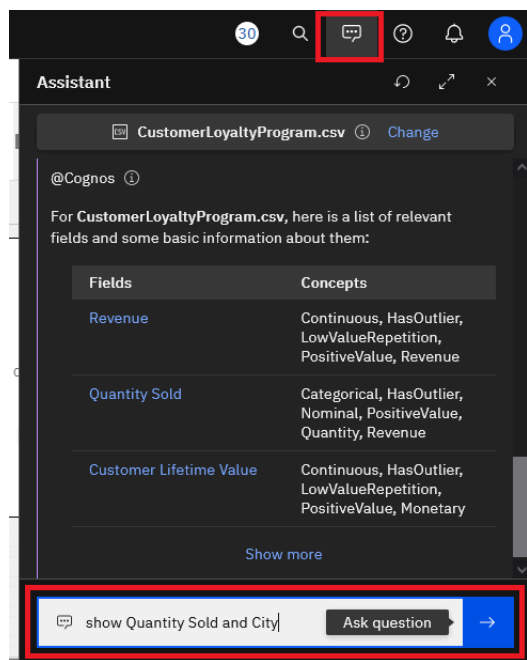 30
Assistant
CSV CustomerLoyaltyProgram.csv Change
@Cognos
For CustomerLoyaltyProgram.csv, here is a list of relevant
fields and some basic information about them:
Fields Concepts
Revenue Continuous, HasOutlier,
LowValueRepetition,
PositiveValue, Revenue
Quantity Sold Categorical, HasOutlier,
Nominal, PositiveValue,
Quantity, Revenue
Customer Lifetime Value Continuous, HasOutlier,
LowValueRepetition,
PositiveValue, Monetary
Show more
show Quantity Sold and City Ask question